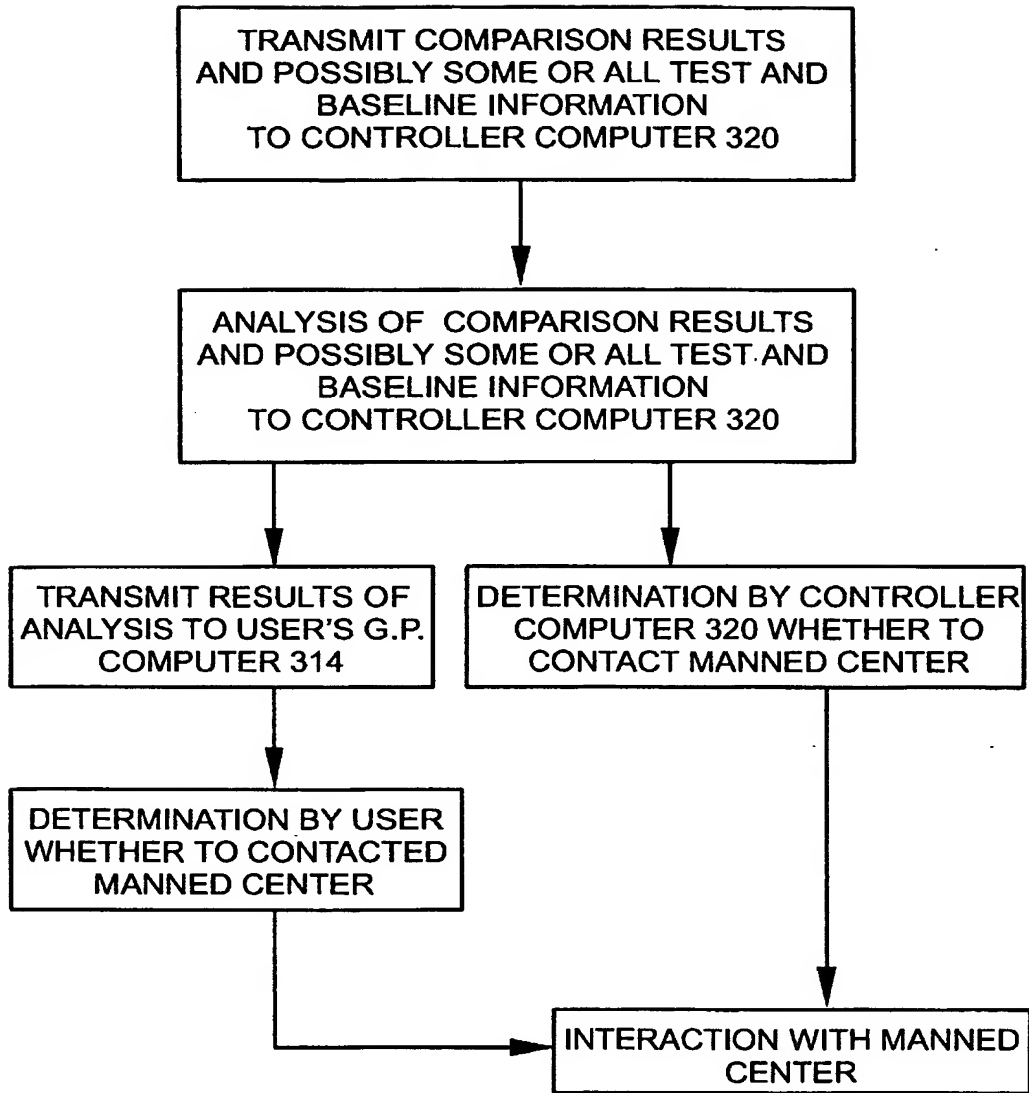 TRANSMIT COMPARISON RESULTS
AND POSSIBLY SOME OR ALL TEST AND
BASELINE INFORMATION
TO CONTROLLER COMPUTER 320
ANALYSIS OF COMPARISON RESULTS
AND POSSIBLY SOME OR ALL TEST AND
BASELINE INFORMATION
TO CONTROLLER COMPUTER 320
TRANSMIT RESULTS OF
ANALYSIS TO USER'S G.P.
COMPUTER 314
DETERMINATION BY CONTROLLER
COMPUTER 320 WHETHER TO
CONTACT MANNED CENTER
DETERMINATION BY USER
WHETHER TO CONTACTED
MANNED CENTER
INTERACTION WITH MANNED
CENTER